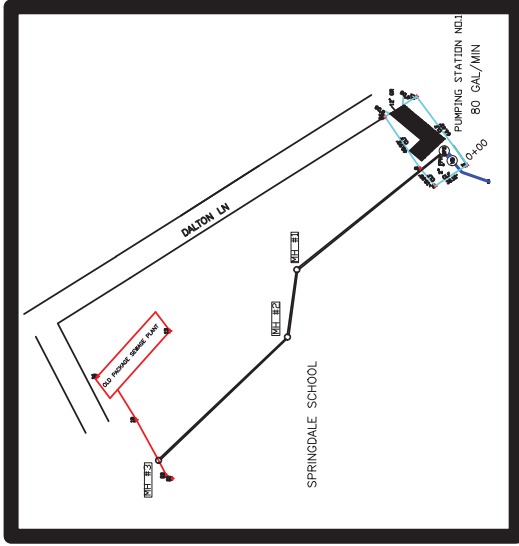 PUMPING STATION NO.1
80 GAL/MIN
0+00
DALTON LN
MH #1
MH #2
OLD PACKAGE SEWAGE PLANT
MH #3
SPRINGDALE SCHOOL